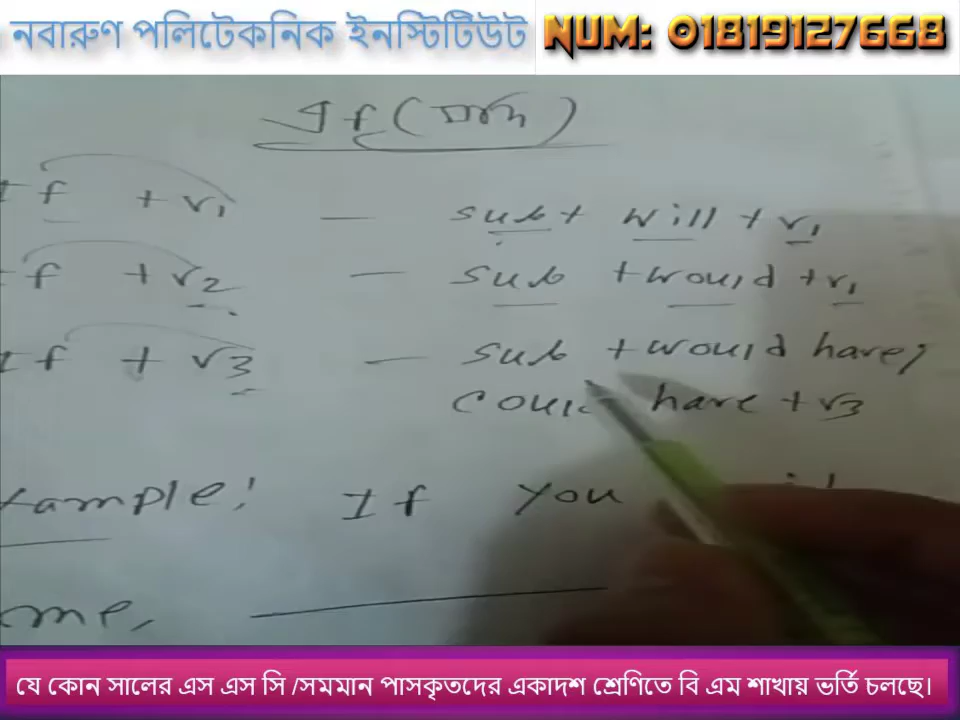 নবারুণ পলিটেকনিক ইনস্টিটিউট NUM: 01819127668
If (যদি)
If + v1 — sub + will + v1
If + v2 — sub + would + v1
If + v3 — sub + would have,
could have + v3
Example: If you
me,
যে কোন সালের এস এস সি /সমমান পাসকৃতদের একাদশ শ্রেণিতে বি এম শাখায় ভর্তি চলছে।